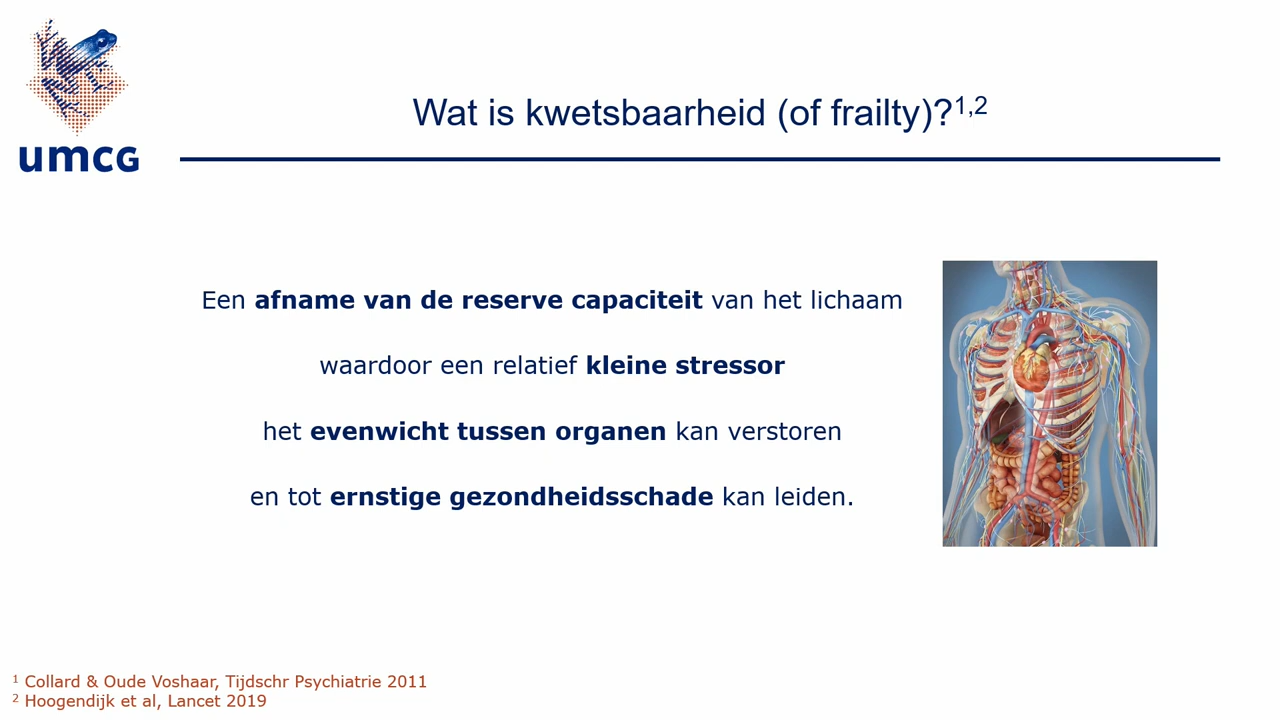 umcg
Wat is kwetsbaarheid (of frailty)?1,2
Een afname van de reserve capaciteit van het lichaam
waardoor een relatief kleine stressor
het evenwicht tussen organen kan verstoren
en tot ernstige gezondheidsschade kan leiden.
1 Collard & Oude Voshaar, Tijdschr Psychiatrie 2011
2 Hoogendijk et al, Lancet 2019